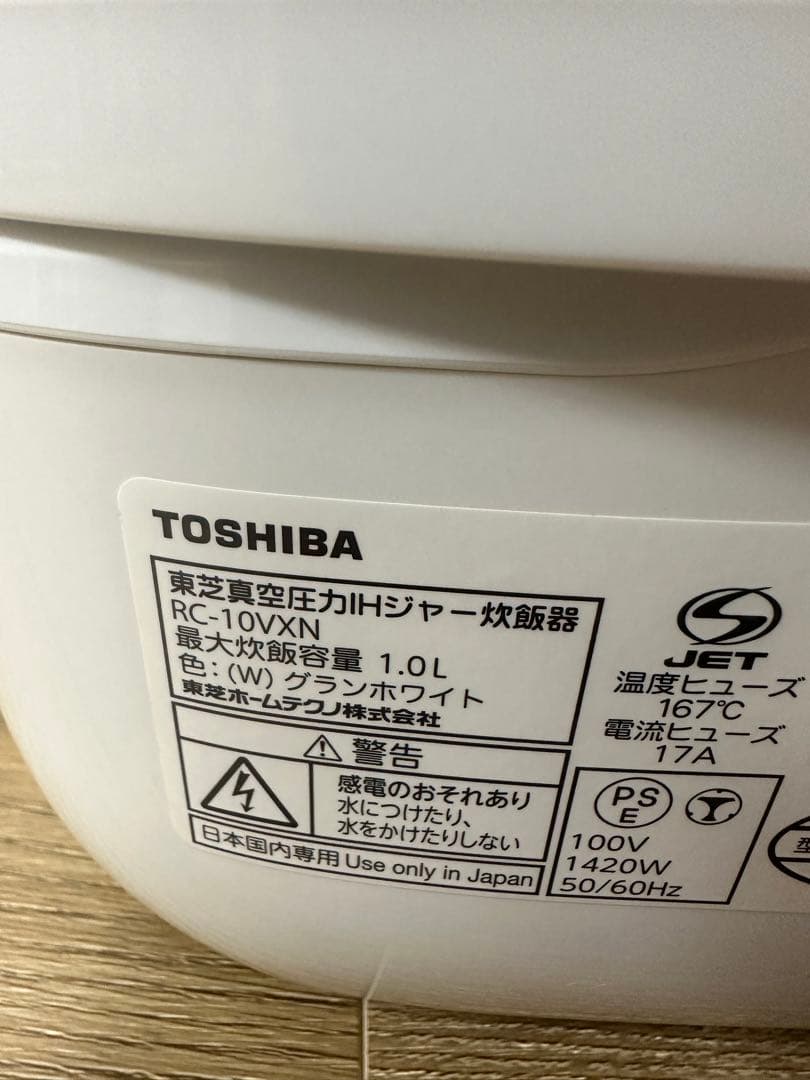 TOSHIBA
東芝真空圧力IHジャー炊飯器
RC-10VXN
最大炊飯容量 1.0L
色：(W) グランホワイト
東芝ホームテクノ株式会社
警告
感電のおそれあり
水につけたり、
水をかけたりしない
日本国内専用 Use only in Japan
S
JET
温度ヒューズ
167℃
電流ヒューズ
17A
PS
E
100V
1420W
50/60Hz
型